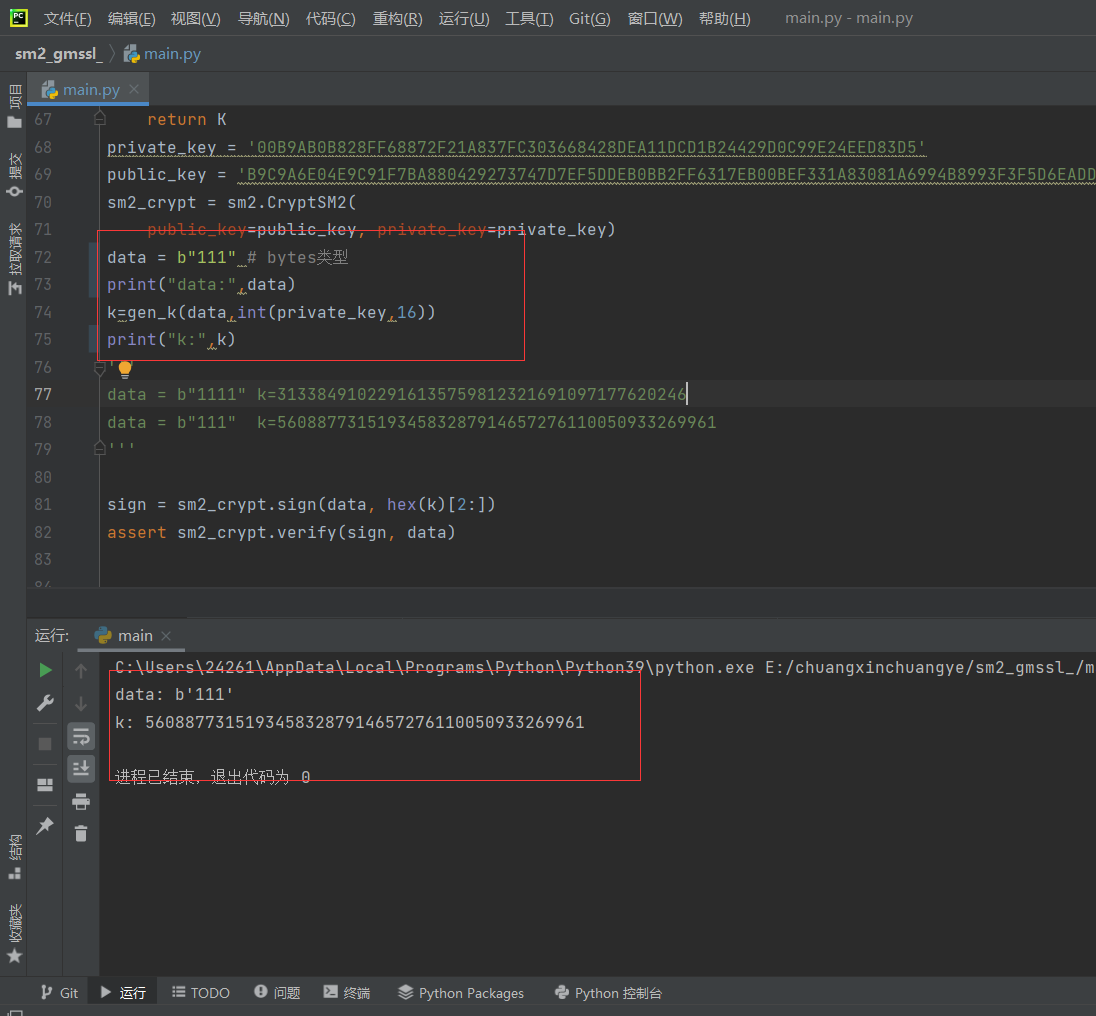 文件(F) 编辑(E) 视图(V) 导航(N) 代码(C) 重构(R) 运行(U) 工具(T) Git(G) 窗口(W) 帮助(H) main.py - main.py
sm2_gmssl_ main.py
main.py
项目
提交
拉取请求
67 return K
68 private_key = '00B9AB0B828FF68872F21A837FC303668428DEA11DCD1B24429D0C99E24EED83D5'
69 public_key = 'B9C9A6E04E9C91F7BA880429273747D7EF5DDEB0BB2FF6317EB00BEF331A83081A6994B8993F3F5D6EADD
70 sm2_crypt = sm2.CryptSM2(
71 public_key=public_key, private_key=private_key)
72 data = b"111" # bytes类型
73 print("data:",data)
74 k=gen_k(data,int(private_key,16))
75 print("k:",k)
76 '''
77 data = b"1111" k=31338491022916135759812321691097177620246
78 data = b"111" k=56088773151934583287914657276110050933269961
79 '''
80
81 sign = sm2_crypt.sign(data, hex(k)[2:])
82 assert sm2_crypt.verify(sign, data)
83
84
运行: main
C:\Users\24261\AppData\Local\Programs\Python\Python39\python.exe E:/chuangxinchuangye/sm2_gmssl_/m
data: b'111'
k: 56088773151934583287914657276110050933269961
进程已结束，退出代码为 0
结构
收藏夹
Git 运行 TODO 问题 终端 Python Packages Python 控制台